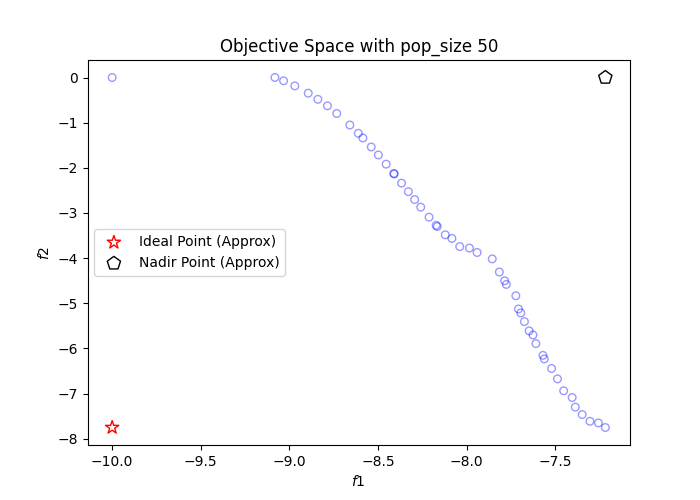 Objective Space with pop_size 50
f2
0
−1
−2
−3
−4
−5
−6
−7
−8
Ideal Point (Approx)
Nadir Point (Approx)
−10.0 −9.5 −9.0 −8.5 −8.0 −7.5
f1